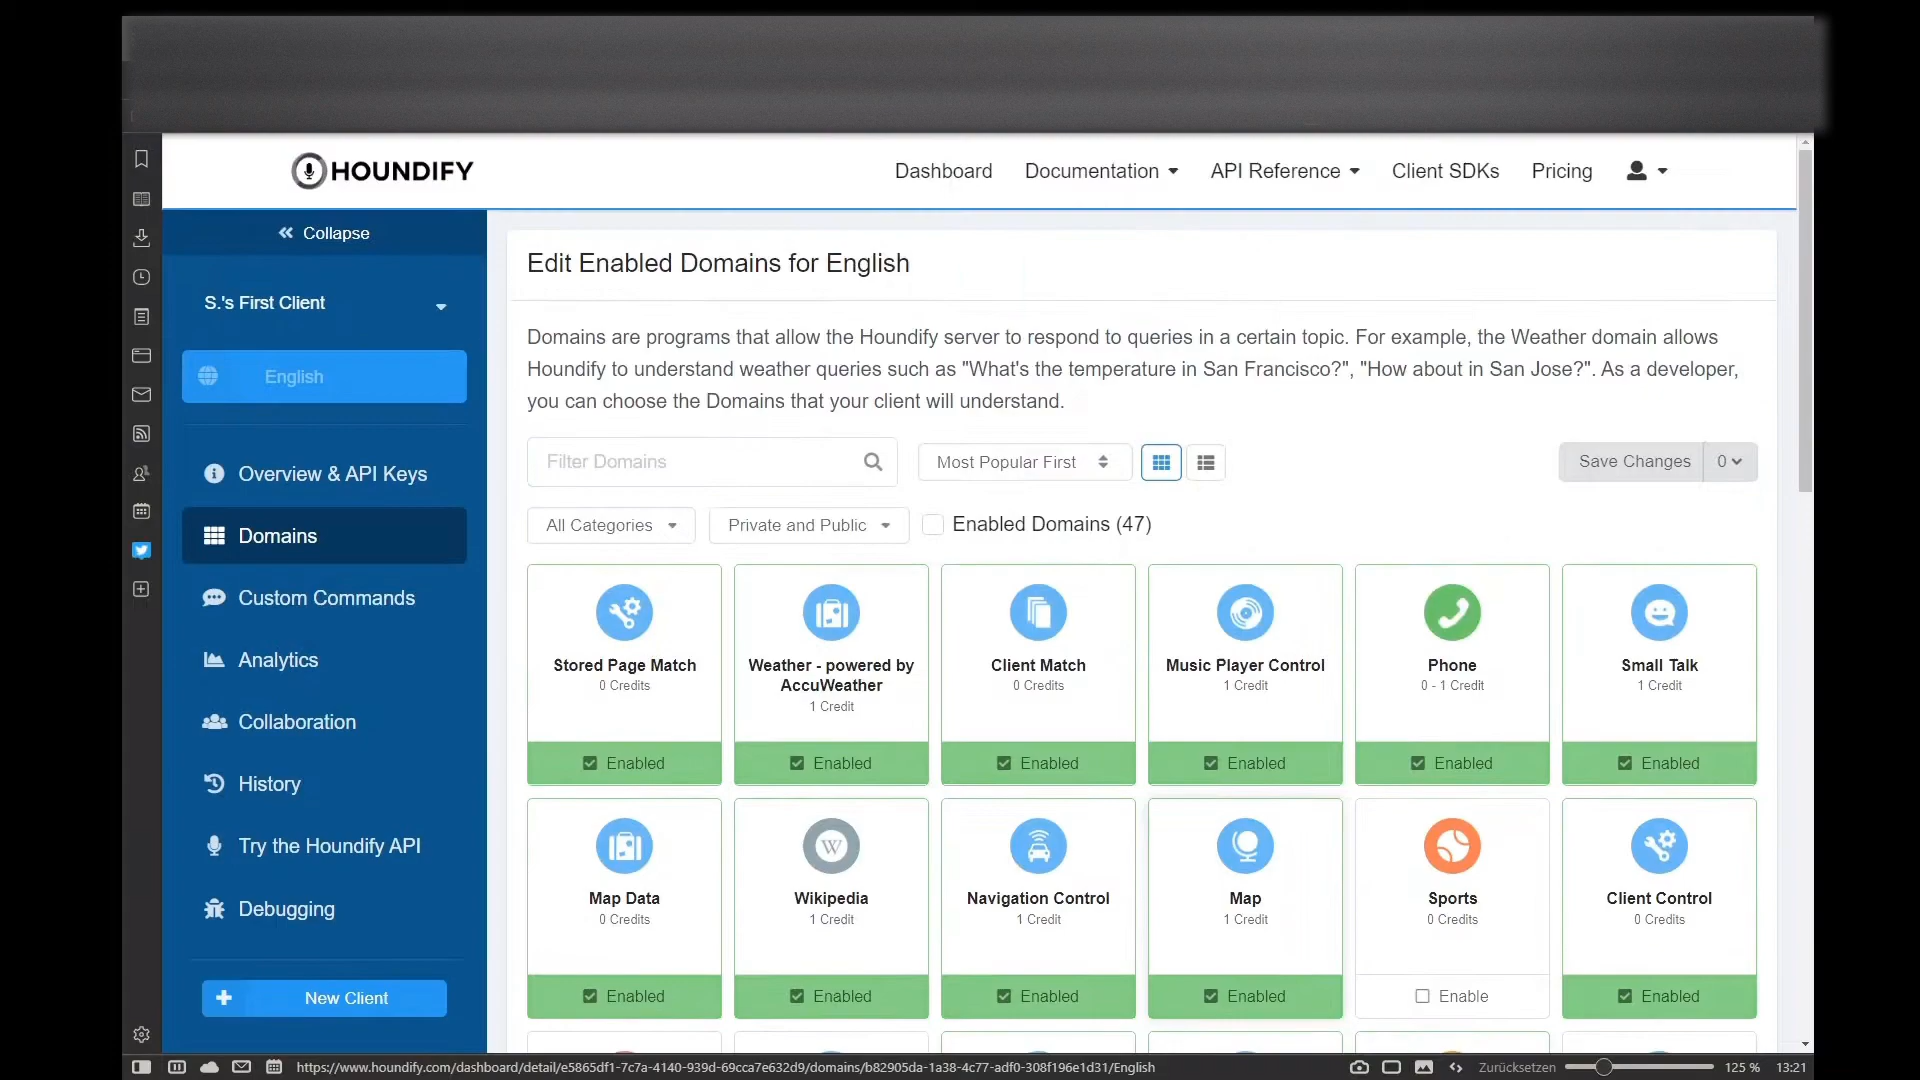 HOUNDIFY
Dashboard
Documentation
API Reference
Client SDKs
Pricing
Collapse
S.'s First Client
English
Overview & API Keys
Domains
Custom Commands
Analytics
Collaboration
History
Try the Houndify API
Debugging
New Client
Edit Enabled Domains for English
Domains are programs that allow the Houndify server to respond to queries in a certain topic. For example, the Weather domain allows
Houndify to understand weather queries such as "What's the temperature in San Francisco?", "How about in San Jose?". As a developer,
you can choose the Domains that your client will understand.
Filter Domains
Most Popular First
Save Changes
0
All Categories
Private and Public
Enabled Domains (47)
Stored Page Match
0 Credits
Enabled
Weather - powered by
AccuWeather
1 Credit
Enabled
Client Match
0 Credits
Enabled
Music Player Control
1 Credit
Enabled
Phone
0 - 1 Credit
Enabled
Small Talk
1 Credit
Enabled
Map Data
0 Credits
Enabled
W
Wikipedia
1 Credit
Enabled
Navigation Control
1 Credit
Enabled
Map
1 Credit
Enabled
Sports
0 Credits
Enable
Client Control
0 Credits
Enabled
https://www.houndify.com/dashboard/detail/e5865df1-7c7a-4140-939d-69cca7e632d9/domains/b82905da-1a38-4c77-adf0-308f196e1d31/English
Zurücksetzen
125 %
13:21